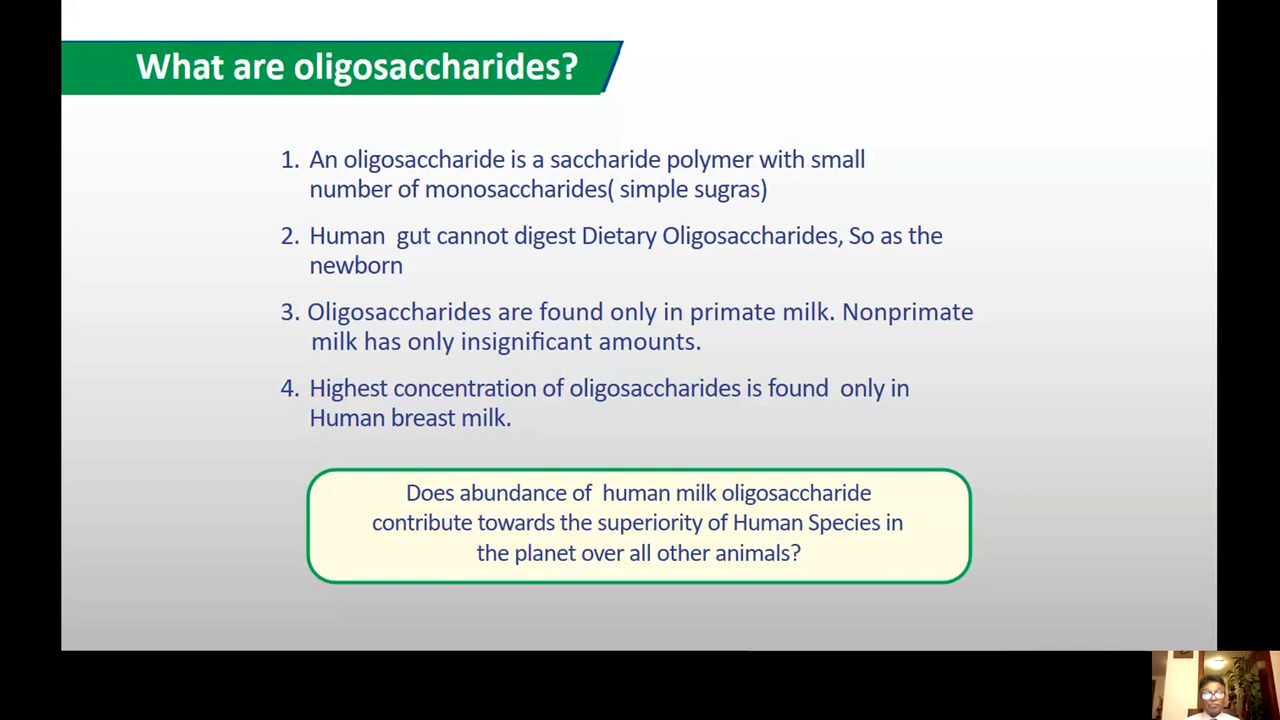 What are oligosaccharides?
1. An oligosaccharide is a saccharide polymer with small
number of monosaccharides( simple sugras)
2. Human gut cannot digest Dietary Oligosaccharides, So as the
newborn
3. Oligosaccharides are found only in primate milk. Nonprimate
milk has only insignificant amounts.
4. Highest concentration of oligosaccharides is found only in
Human breast milk.
Does abundance of human milk oligosaccharide
contribute towards the superiority of Human Species in
the planet over all other animals?